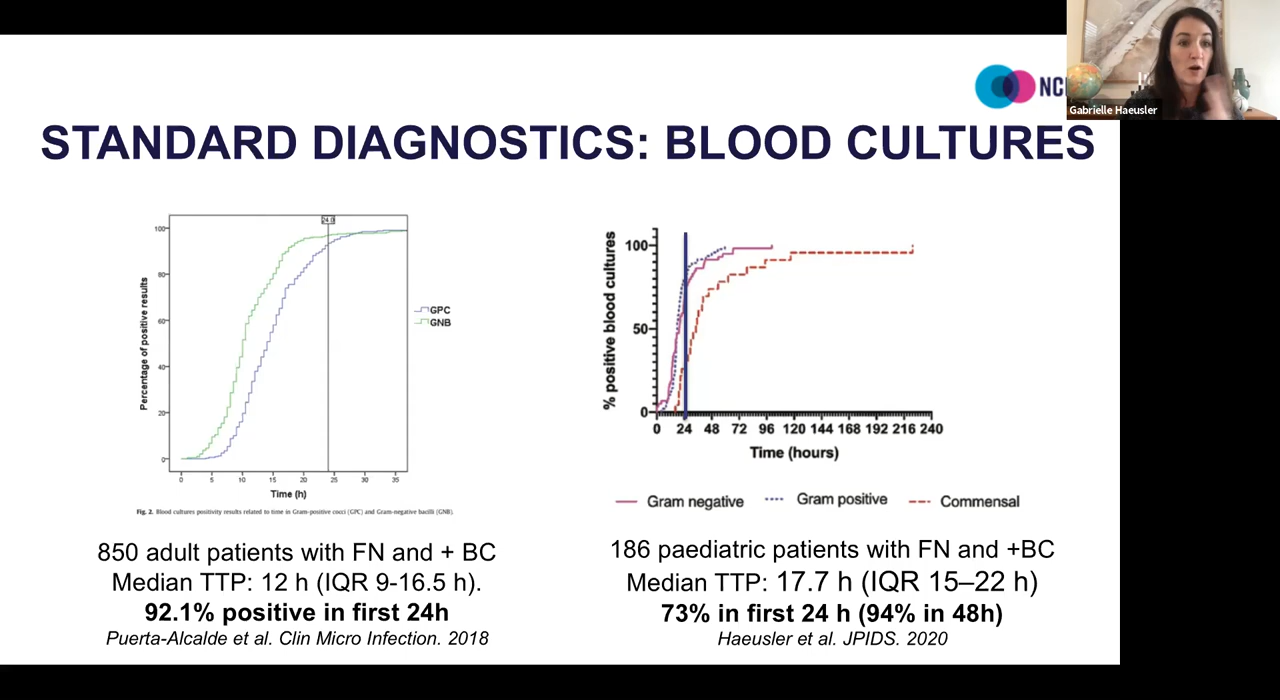 NCI
Gabrielle Haeusler
STANDARD DIAGNOSTICS: BLOOD CULTURES
24.0
100
80
60
40
20
0
Percentage of positive results
0 5 10 15 20 25 30 35
Time (h)
GPC
GNB
Fig. 2. Blood cultures positivity results related to time in Gram-positive cocci (GPC) and Gram-negative bacilli (GNB).
850 adult patients with FN and + BC
Median TTP: 12 h (IQR 9-16.5 h).
92.1% positive in first 24h
Puerta-Alcalde et al. Clin Micro Infection. 2018
% positive blood cultures
100
50
0
0 24 48 72 96 120 144 168 192 216 240
Time (hours)
Gram negative Gram positive Commensal
186 paediatric patients with FN and +BC
Median TTP: 17.7 h (IQR 15–22 h)
73% in first 24 h (94% in 48h)
Haeusler et al. JPIDS. 2020